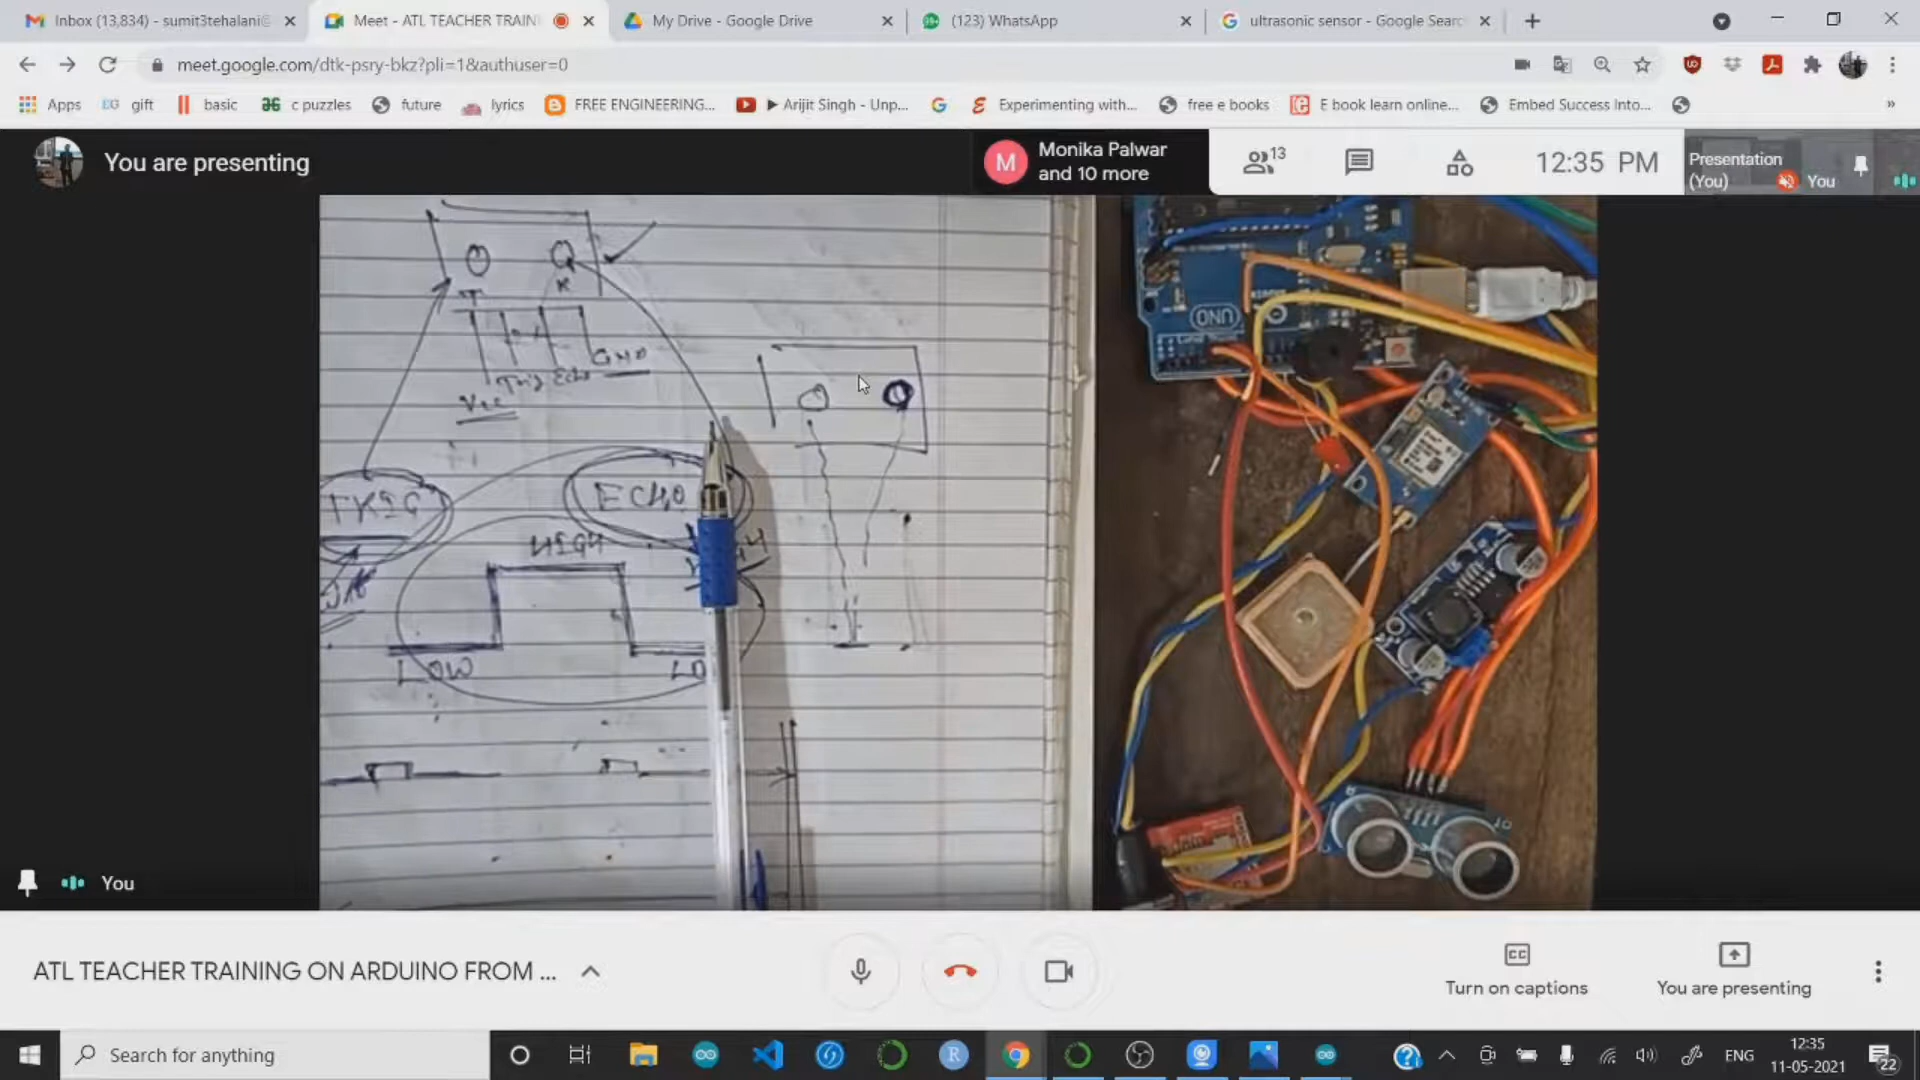 Inbox (13,834) - sumit3tehalani@
Meet - ATL TEACHER TRAIN
My Drive - Google Drive
(123) WhatsApp
ultrasonic sensor - Google Searc
meet.google.com/dtk-psry-bkz?pli=1&authuser=0
Apps
gift
basic
c puzzles
future
lyrics
FREE ENGINEERING...
► Arijit Singh - Unp...
Experimenting with...
free e books
E book learn online...
Embed Success Into...
»
You are presenting
M
Monika Palwar
and 10 more
13
12:35 PM
Presentation
(You)
You
T
R
Vcc
Trig
Echo
GND
TRIG
ECHO
HIGH
LOW
UNO
You
ATL TEACHER TRAINING ON ARDUINO FROM ...
Turn on captions
You are presenting
Search for anything
ENG
12:35
11-05-2021
22